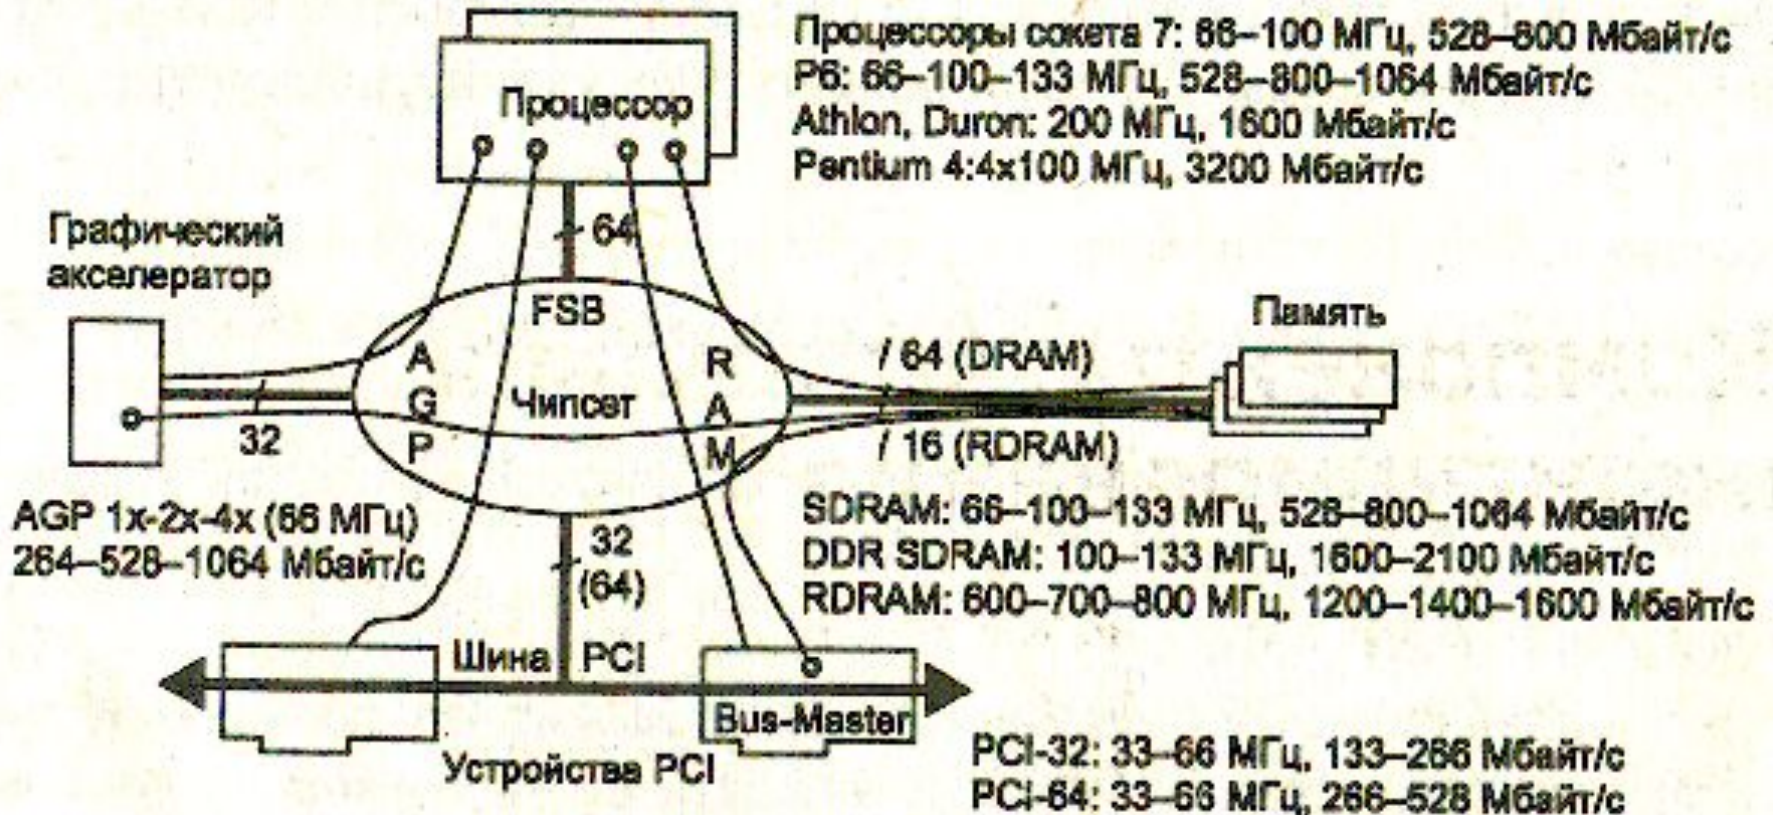 Процессоры сокета 7: 66–100 МГц, 528–800 Мбайт/с
P6: 66–100–133 МГц, 528–800–1064 Мбайт/с
Athlon, Duron: 200 МГц, 1600 Мбайт/с
Pentium 4:4x100 МГц, 3200 Мбайт/с
Процессор
64
Графический
акселератор
FSB
Память
AGP
Чипсет
RAM
/ 64 (DRAM)
32
/ 16 (RDRAM)
AGP 1x-2x-4x (66 МГц)
264–528–1064 Мбайт/с
32
(64)
SDRAM: 66–100–133 МГц, 528–800–1064 Мбайт/с
DDR SDRAM: 100–133 МГц, 1600–2100 Мбайт/с
RDRAM: 600–700–800 МГц, 1200–1400–1600 Мбайт/с
Шина PCI
Bus-Master
Устройства PCI
PCI-32: 33–66 МГц, 133–266 Мбайт/с
PCI-64: 33–66 МГц, 266–528 Мбайт/с